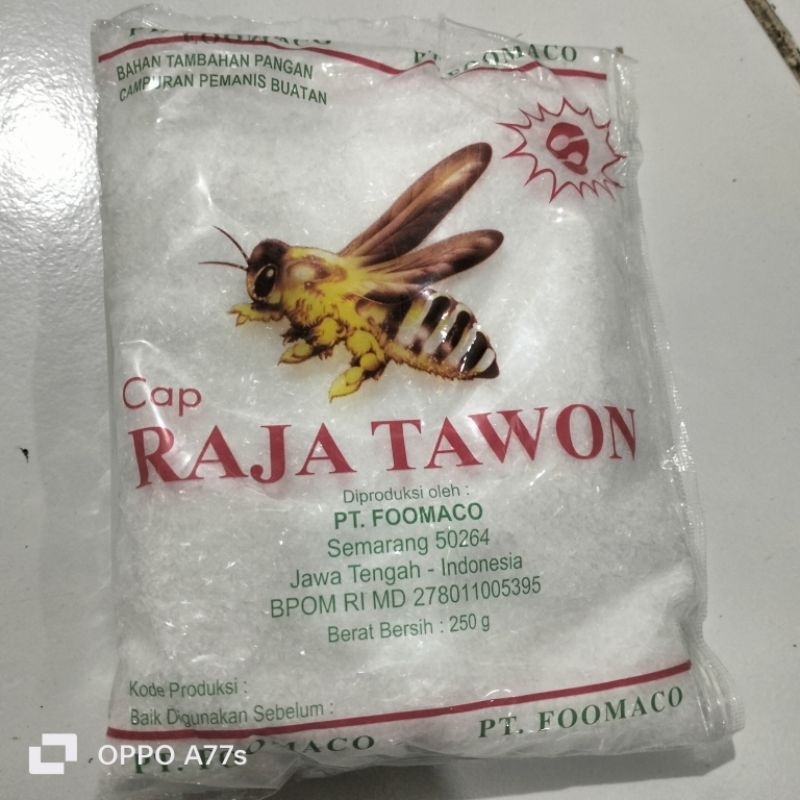 PT. FOOMACO
PT. FOOMACO
BAHAN TAMBAHAN PANGAN
CAMPURAN PEMANIS BUATAN
Cap
RAJA TAWON
Diproduksi oleh :
PT. FOOMACO
Semarang 50264
Jawa Tengah - Indonesia
BPOM RI MD 278011005395
Berat Bersih : 250 g
Kode Produksi :
Baik Digunakan Sebelum :
PT. FOOMACO
PT. FOOMACO
OPPO A77s